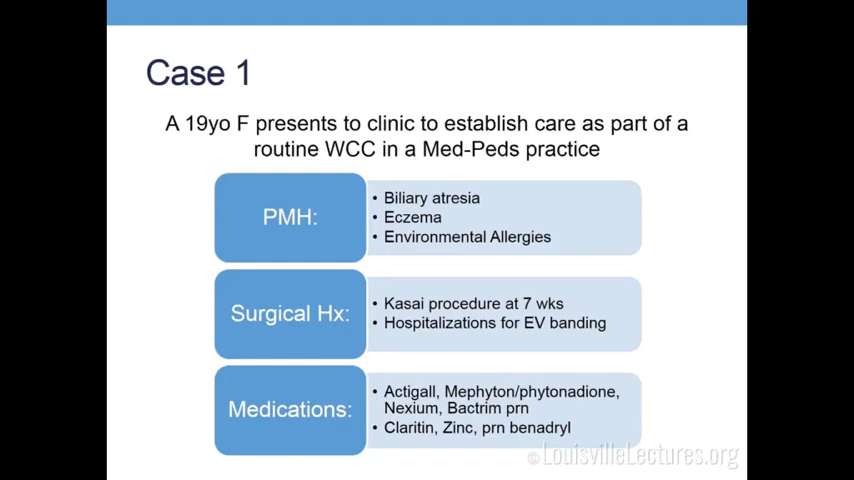 Case 1
A 19yo F presents to clinic to establish care as part of a
routine WCC in a Med-Peds practice
PMH:
• Biliary atresia
• Eczema
• Environmental Allergies
Surgical Hx:
• Kasai procedure at 7 wks
• Hospitalizations for EV banding
Medications:
• Actigall, Mephyton/phytonadione,
Nexium, Bactrim prn
• Claritin, Zinc, prn benadryl
©LouisvilleLectures.org